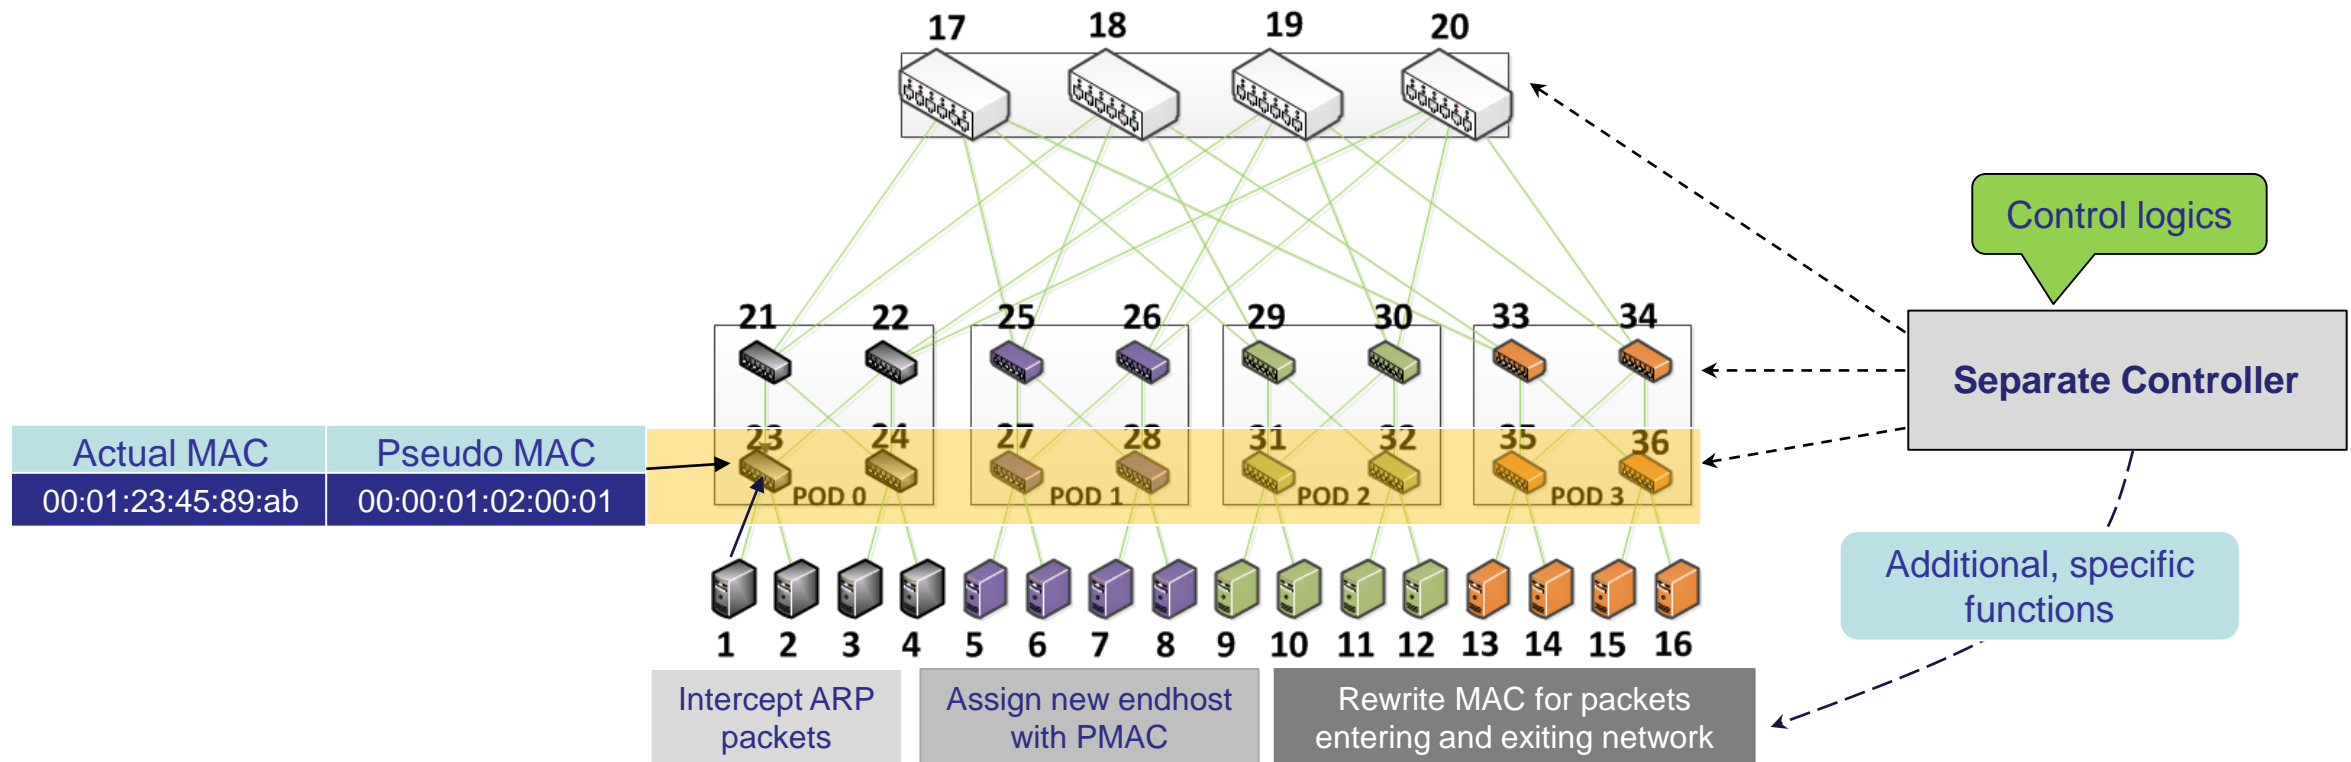 17 18 19 20
Control logics
21 22 25 26 29 30 33 34
Separate Controller
23 24 27 28 31 32 35 36
Actual MAC Pseudo MAC
00:01:23:45:89:ab 00:00:01:02:00:01
POD 0 POD 1 POD 2 POD 3
Additional, specific
functions
1 2 3 4 5 6 7 8 9 10 11 12 13 14 15 16
Intercept ARP
packets
Assign new endhost
with PMAC
Rewrite MAC for packets
entering and exiting network